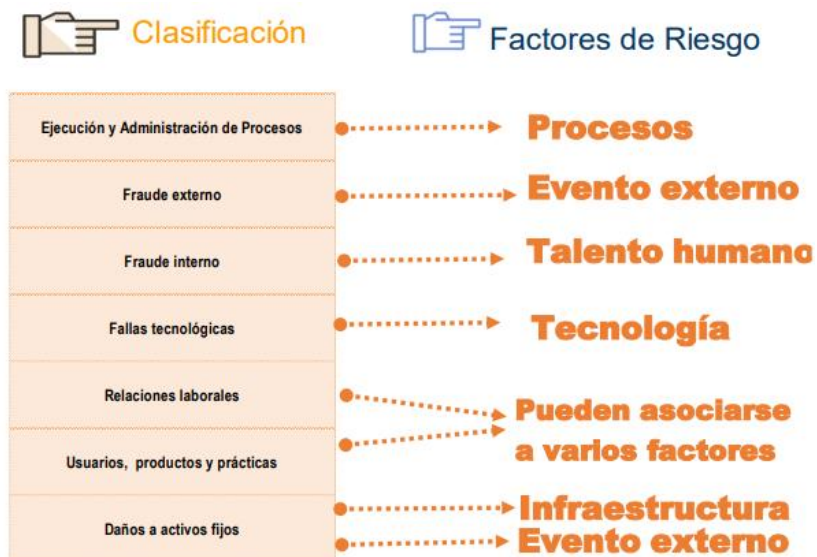 Clasificación
Factores de Riesgo
Ejecución y Administración de Procesos
Procesos
Fraude externo
Evento externo
Fraude interno
Talento humano
Fallas tecnológicas
Tecnología
Relaciones laborales
Usuarios, productos y prácticas
Pueden asociarse
a varios factores
Daños a activos fijos
Infraestructura
Evento externo